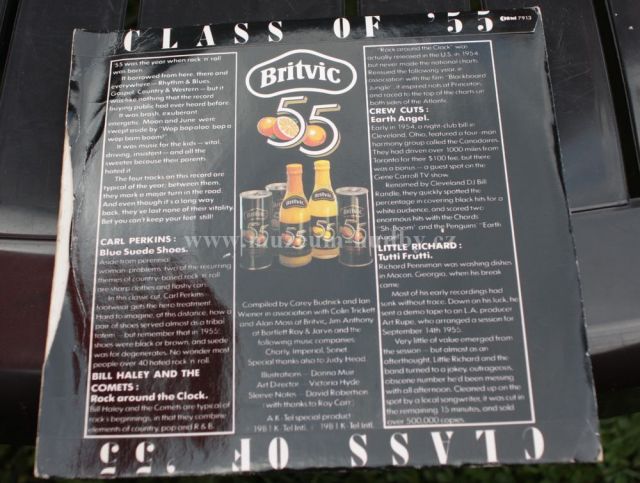 CLASS OF '55
7913
'55 was the year when rock 'n' roll
was born.
It borrowed from here, there and
everywhere - Rhythm & Blues,
Gospel, Country & Western - but it
was like nothing that the record
buying public had ever heard before.
It was brash, exuberant
energetic. Moon and June were
swept aside by "Wop bopaloo bop a
wop bam boom!"
It was music for the kids - vital,
driving, insistent - and all the
sweeter because their parents
hated it.
The four tracks on this record are
typical of the year; between them,
they mark a major turn in the road.
And even though it's a long way
back, they've lost none of their vitality.
Bet you can't keep your feet still!
CARL PERKINS:
Blue Suede Shoes.
Aside from perennial
woman-problems, two of the recurring
themes of country-based rock 'n' roll
are sharp clothes and flashy cars.
In this classic cut, Carl Perkins'
footwear gets the hero treatment.
Hard to imagine, at this distance, how a
pair of shoes served almost as a tribal
totem - but remember that in 1955,
shoes were black or brown, and suede
was for degenerates. No wonder most
people over 40 hated rock 'n' roll.
BILL HALEY AND THE
COMETS:
Rock around the Clock.
Bill Haley and the Comets are typical of
rock's beginnings, in that they combine
elements of country, pop and R & B.
Britvic
55
Britvic
55
Compiled by Carey Budnick and Ian
Wiener in association with Colin Trickett
and Alan Moss at Britvic, Jim Anthony
at Bartlett Roy & Jarvis and the
following music companies:
Charly, Imperial, Sonet
Special thanks also to Judy Head
Illustrations - Donna Muir
Art Director - Victoria Hyde
Sleeve Notes - David Robertson
(with thanks to Roy Carr)
A K-Tel special product
1981 K-Tel Intl. 1981 K-Tel Intl.
"Rock around the Clock" was
actually released in the U.S. in 1954,
but never made the national charts.
Reissued the following year, in
association with the film "Blackboard
Jungle", it inspired riots at Princeton,
and raced to the top of the charts on
both sides of the Atlantic.
CREW CUTS:
Earth Angel.
Early in 1954, a night-club bill in
Cleveland, Ohio, featured a four-man
harmony group called the Canadaires.
They had driven over 1000 miles from
Toronto for their $100 fee, but there
was a bonus - a guest spot on the
Gene Carroll TV show.
Renamed by Cleveland DJ Bill
Randle, they quickly spotted the
percentage in covering black hits for a
white audience, and scored two
enormous hits with the Chords'
"Sh-Boom" and the Penguins' "Earth
Angel".
LITTLE RICHARD:
Tutti Frutti.
Richard Penniman was washing dishes
in Macon, Georgia, when his break
came.
Most of his early recordings had
sunk without trace. Down on his luck, he
sent a demo tape to an L.A. producer
Art Rupe, who arranged a session for
September 14th 1955.
Very little of value emerged from
the session - but almost as an
afterthought, Little Richard and the
band turned to a jokey, outrageous,
obscene number he'd been messing
with all afternoon. Cleaned up on the
spot by a local songwriter, it was cut in
the remaining 15 minutes, and sold
over 500,000 copies.
CLASS OF '55